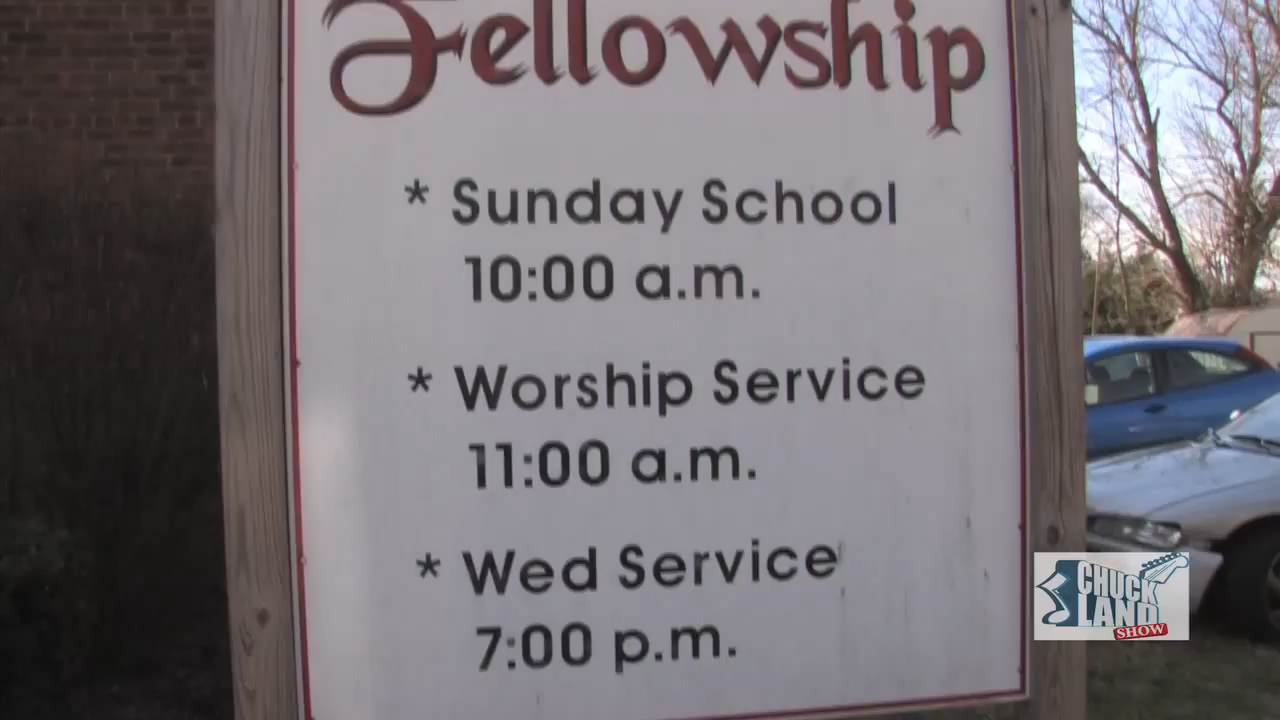 Fellowship
* Sunday School
10:00 a.m.
* Worship Service
11:00 a.m.
* Wed Service
7:00 p.m.
CHUCK
LAND
SHOW